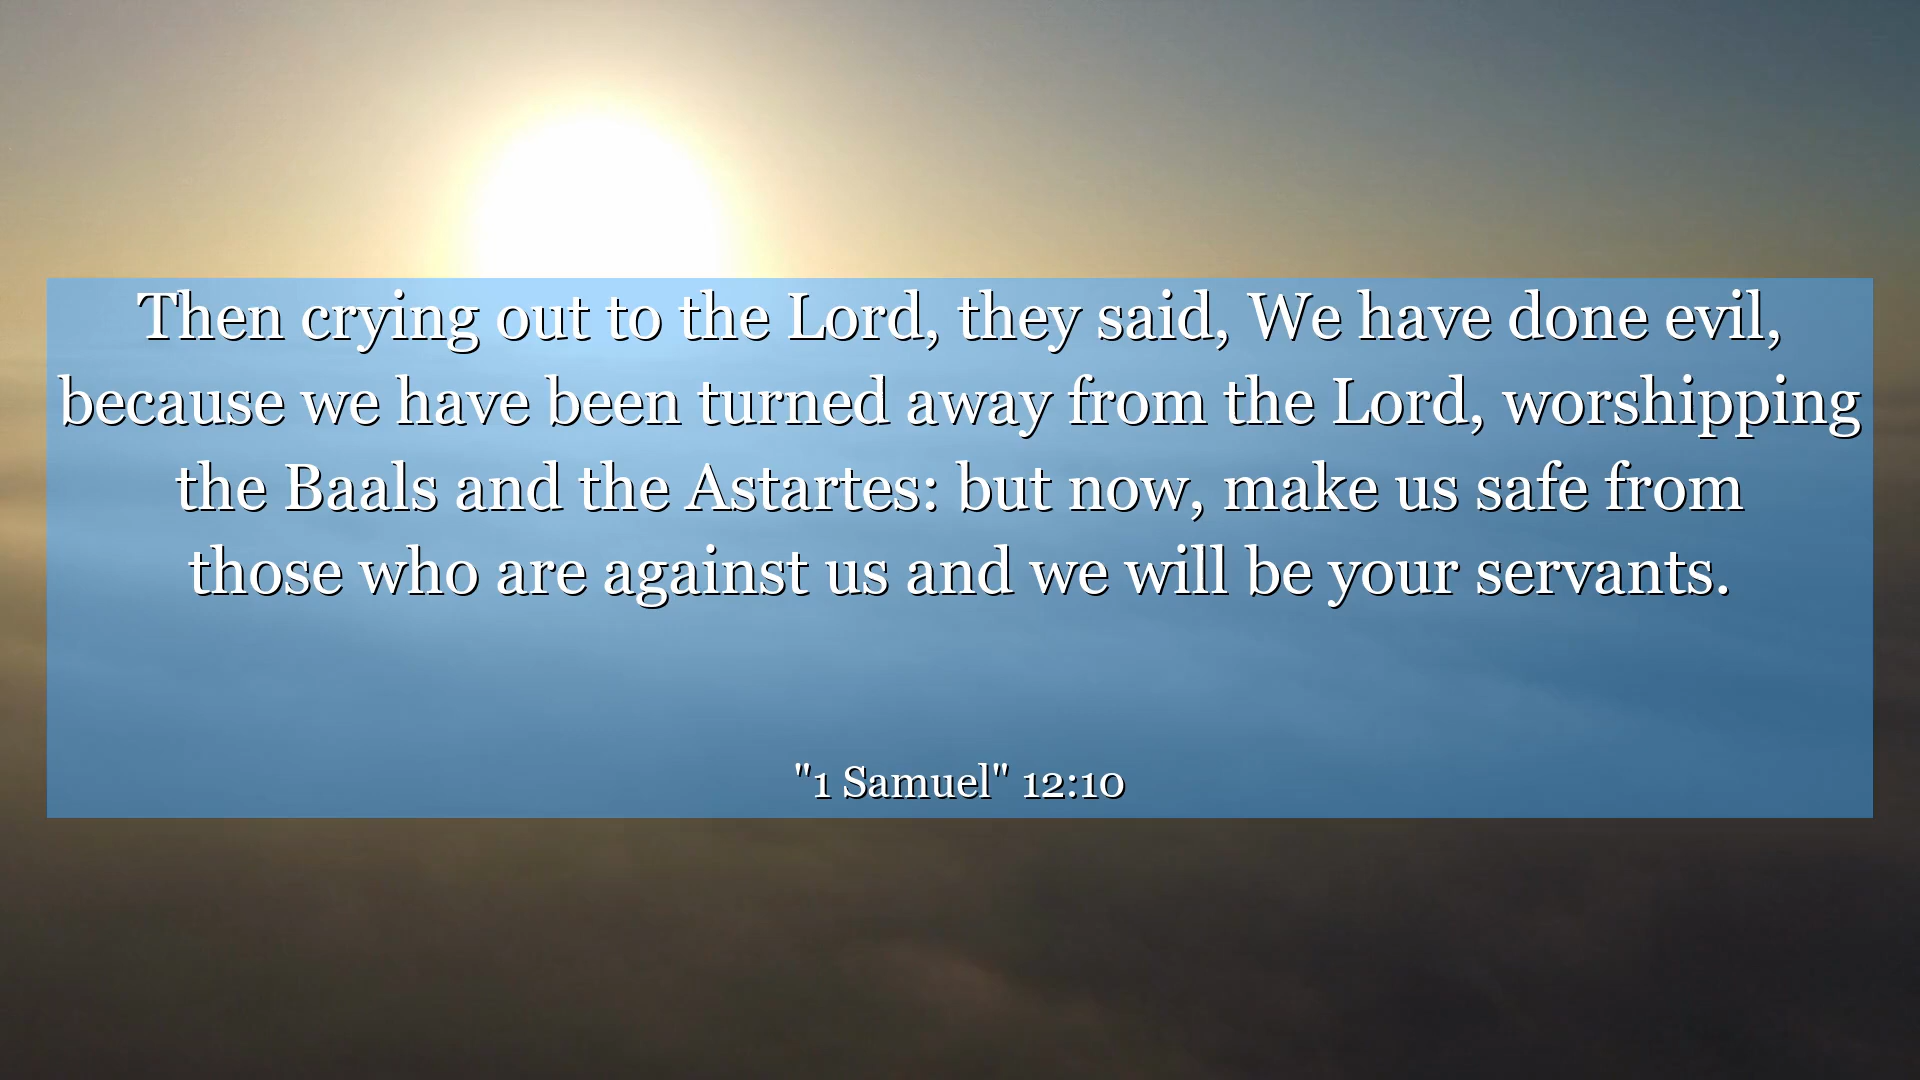 Then crying out to the Lord, they said, We have done evil,
because we have been turned away from the Lord, worshipping
the Baals and the Astartes: but now, make us safe from
those who are against us and we will be your servants.
"1 Samuel" 12:10